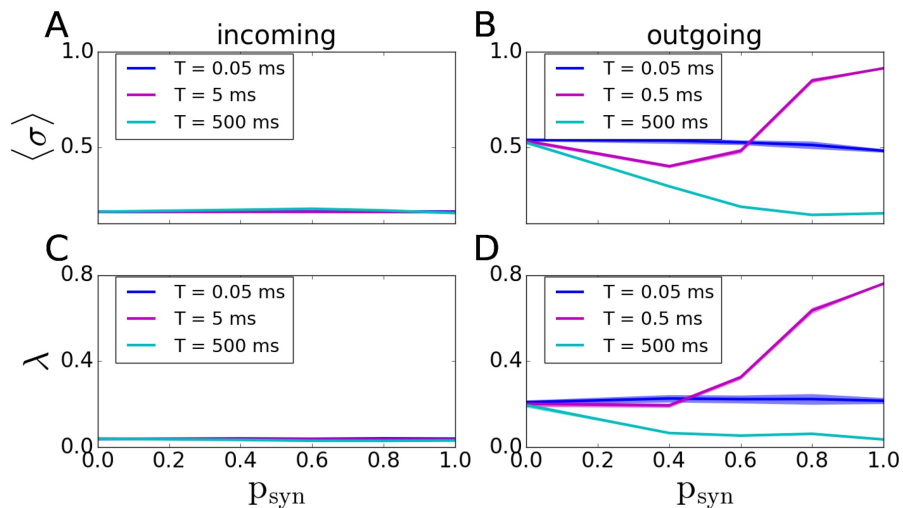 A
incoming
B
outgoing
1.0
T = 0.05 ms
T = 5 ms
T = 500 ms
0.5
⟨σ⟩
1.0
T = 0.05 ms
T = 0.5 ms
T = 500 ms
0.5
C
0.8
T = 0.05 ms
T = 5 ms
T = 500 ms
0.4
λ
0.0
0.0 0.2 0.4 0.6 0.8 1.0
p_syn
D
0.8
T = 0.05 ms
T = 0.5 ms
T = 500 ms
0.4
0.0
0.0 0.2 0.4 0.6 0.8 1.0
p_syn